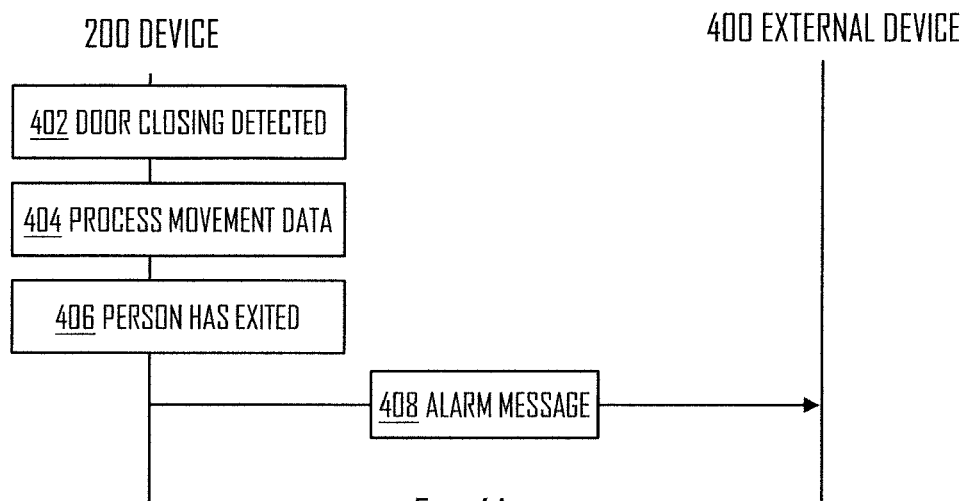 200 DEVICE
400 EXTERNAL DEVICE
402 DOOR CLOSING DETECTED
404 PROCESS MOVEMENT DATA
406 PERSON HAS EXITED
408 ALARM MESSAGE